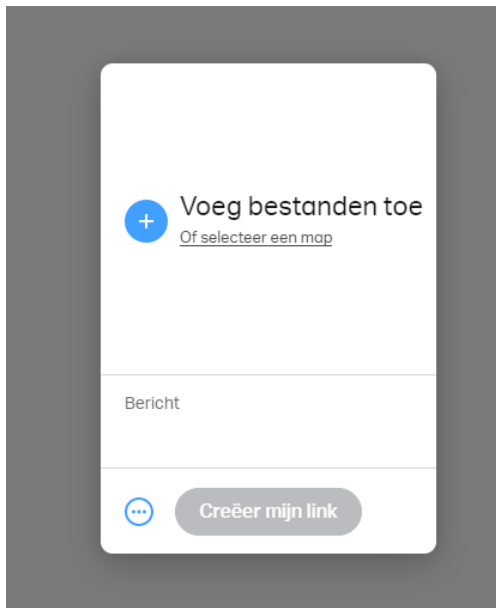 Voeg bestanden toe
Of selecteer een map
Bericht
Creëer mijn link